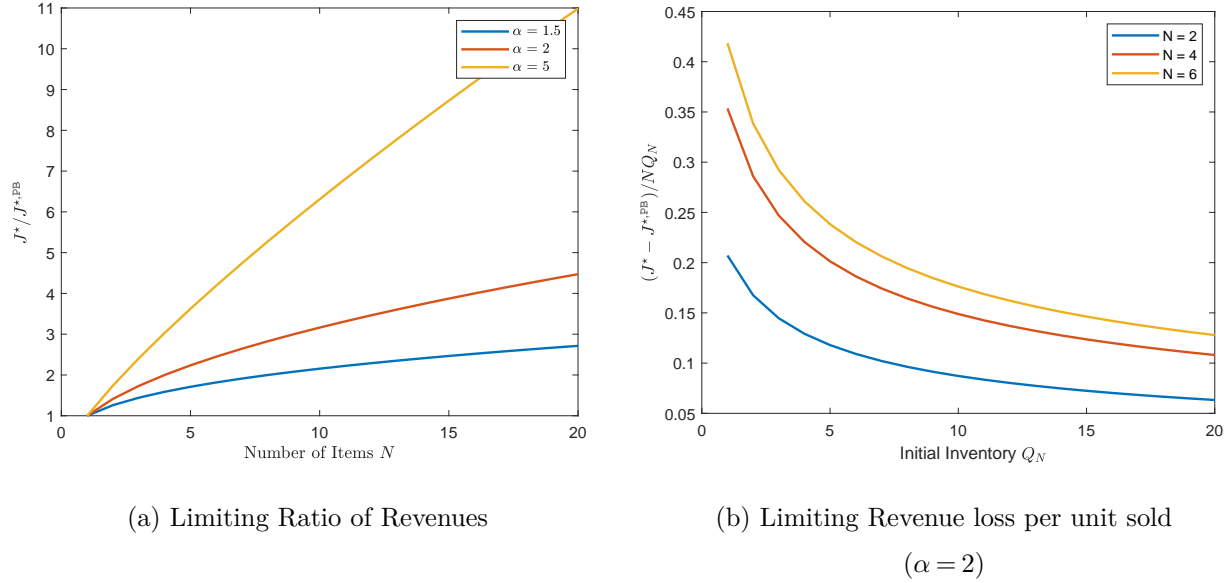 11
10
9
8
7
6
5
4
3
2
1
0
5
10
15
20
J⋆/J⋆,PB
Number of Items N
α = 1.5
α = 2
α = 5
(a) Limiting Ratio of Revenues
0.45
0.4
0.35
0.3
0.25
0.2
0.15
0.1
0.05
0
5
10
15
20
(J⋆ − J⋆,PB)/NQ_N
Initial Inventory Q_N
N = 2
N = 4
N = 6
(b) Limiting Revenue loss per unit sold
(α = 2)